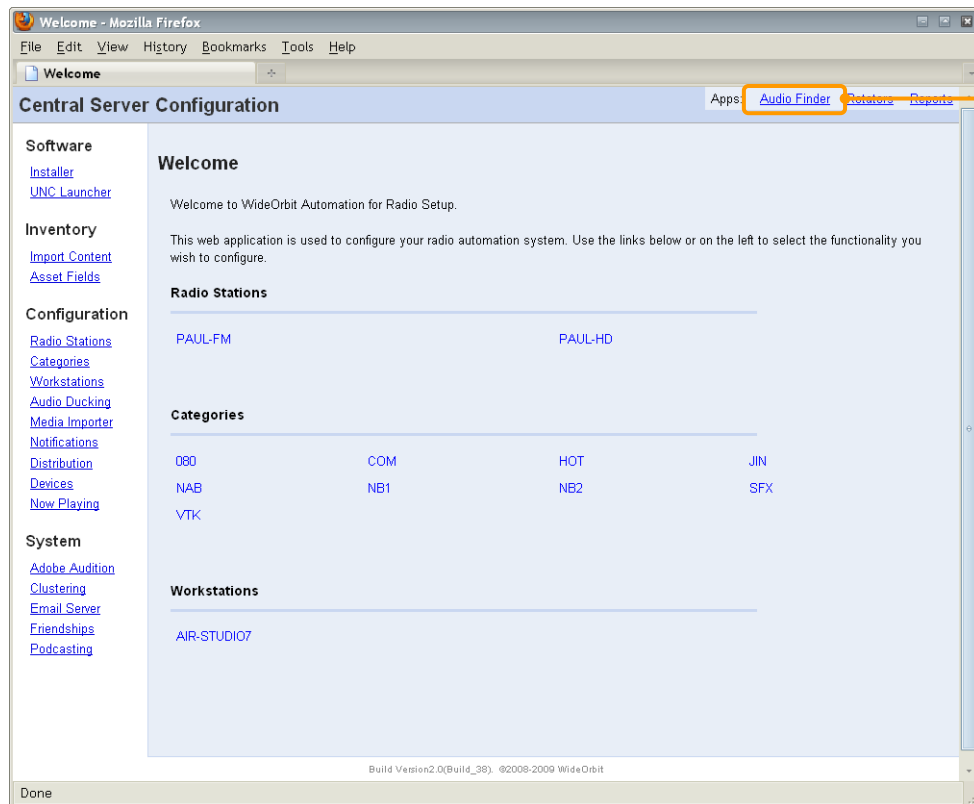 Welcome - Mozilla Firefox
File Edit View History Bookmarks Tools Help
Welcome
Central Server Configuration
Apps: Audio Finder Rotators Reports
Software
Installer
UNC Launcher
Inventory
Import Content
Asset Fields
Configuration
Radio Stations
Categories
Workstations
Audio Ducking
Media Importer
Notifications
Distribution
Devices
Now Playing
System
Adobe Audition
Clustering
Email Server
Friendships
Podcasting
Welcome
Welcome to WideOrbit Automation for Radio Setup.
This web application is used to configure your radio automation system. Use the links below or on the left to select the functionality you
wish to configure.
Radio Stations
PAUL-FM PAUL-HD
Categories
080 COM HOT JIN
NAB NB1 NB2 SFX
VTK
Workstations
AIR-STUDIO7
Build Version2.0(Build_38). ©2008-2009 WideOrbit
Done